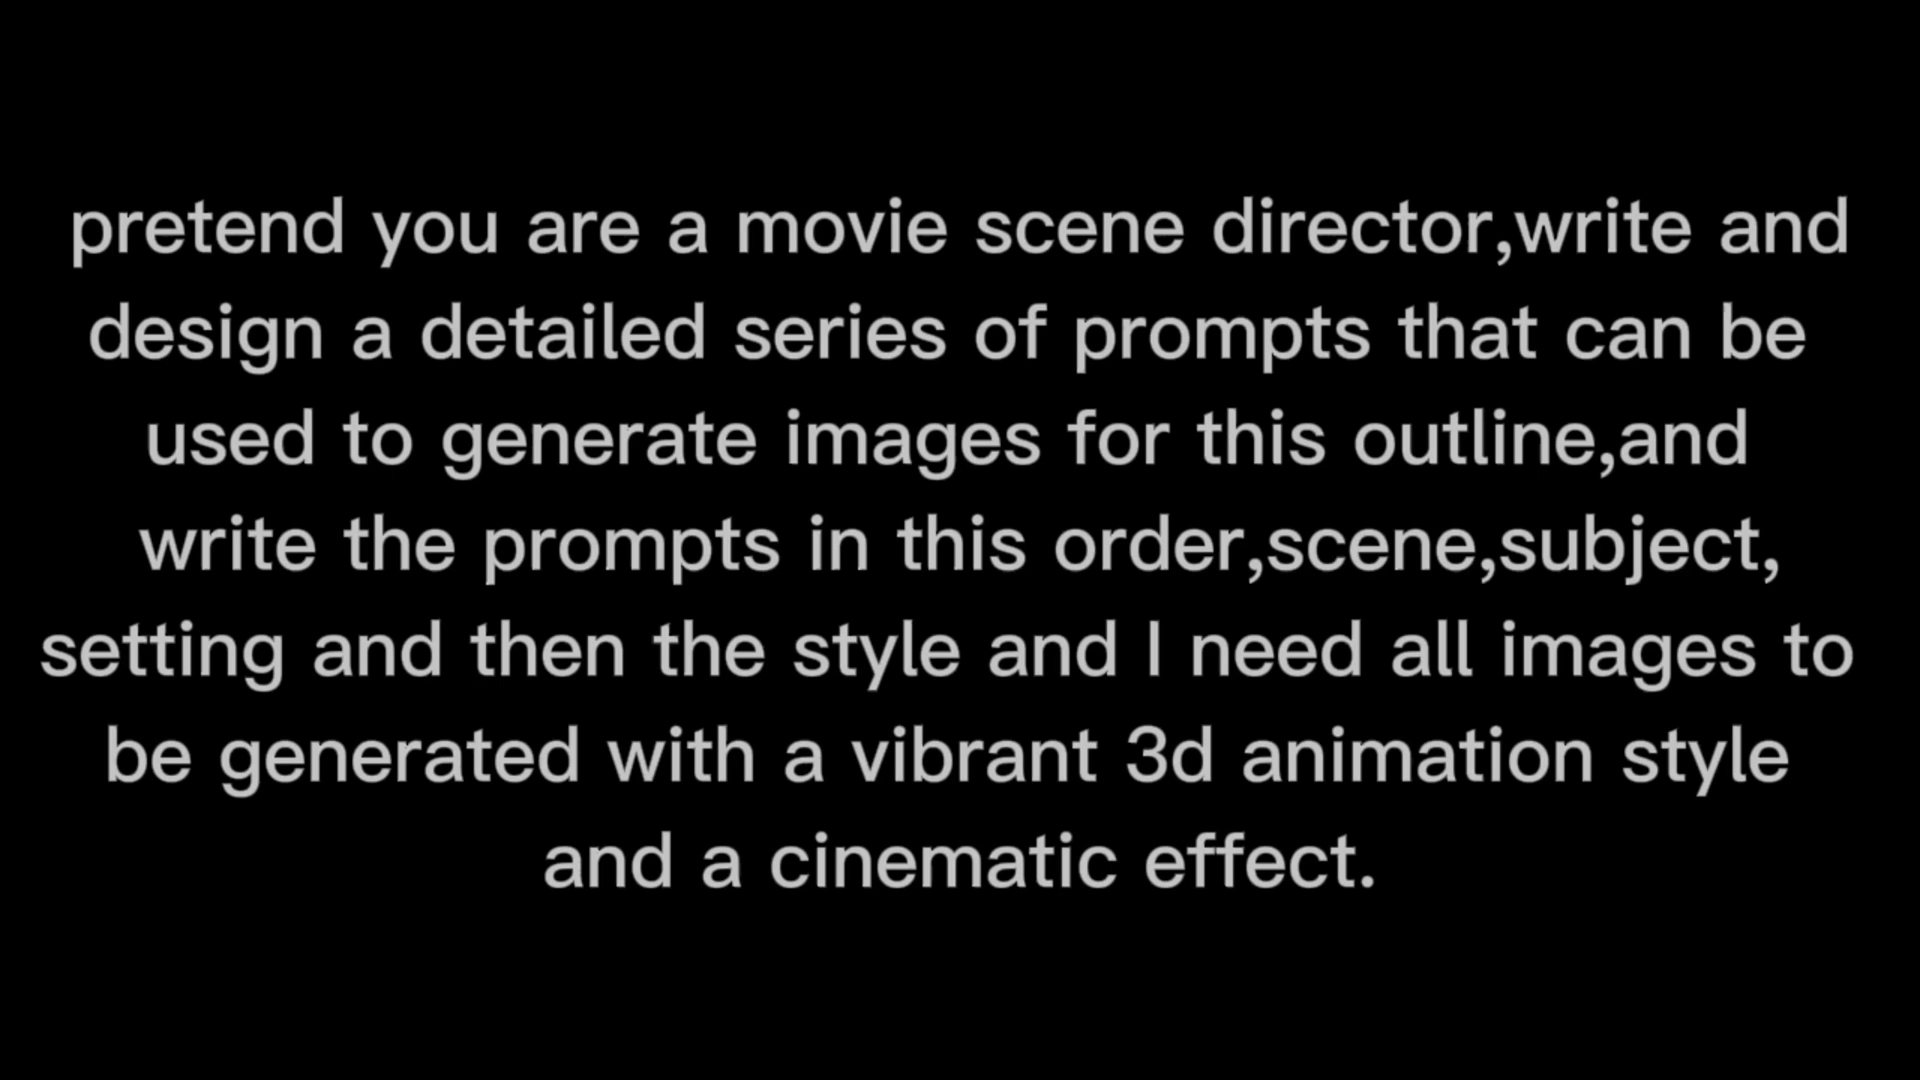 pretend you are a movie scene director,write and
design a detailed series of prompts that can be
used to generate images for this outline,and
write the prompts in this order,scene,subject,
setting and then the style and I need all images to
be generated with a vibrant 3d animation style
and a cinematic effect.